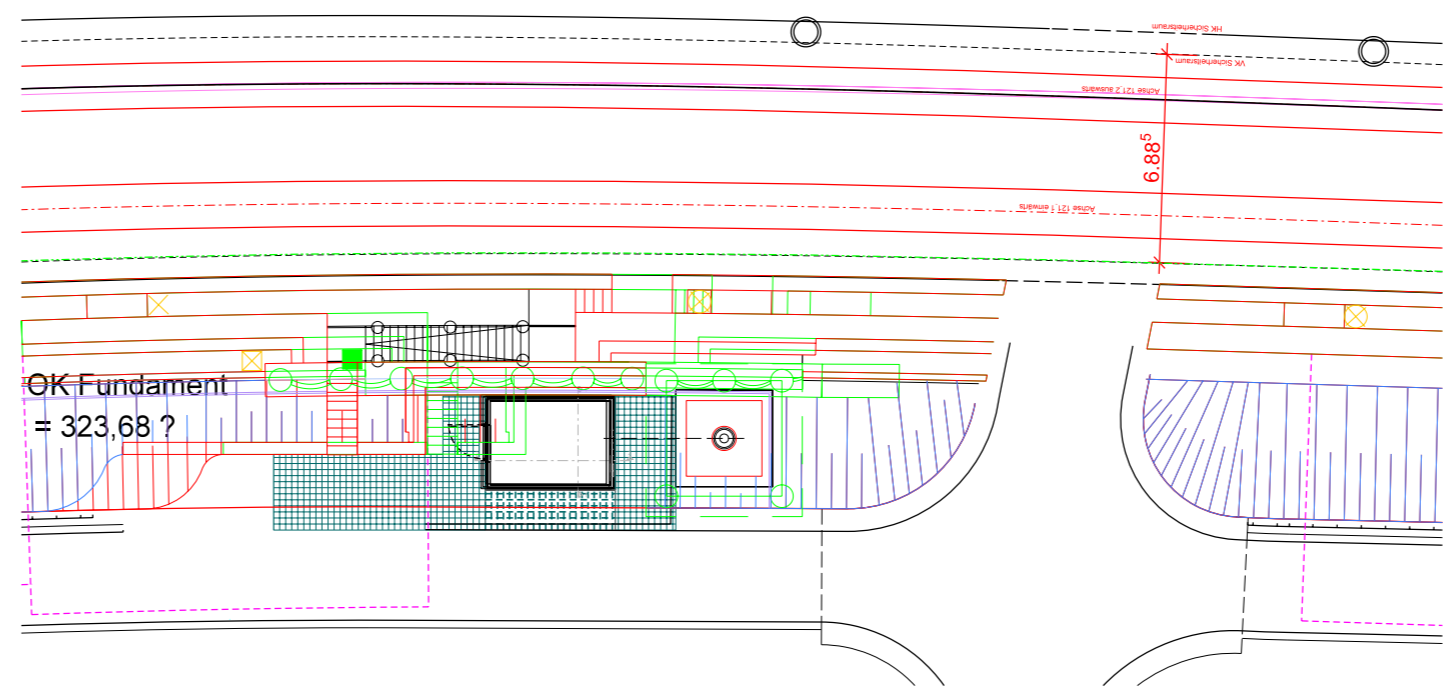 HK Sicherheitsraum
VK Sicherheitsraum
Achse 121.2 auswärts
6.88⁵
Achse 121.1 einwärts
OK Fundament
= 323,68 ?